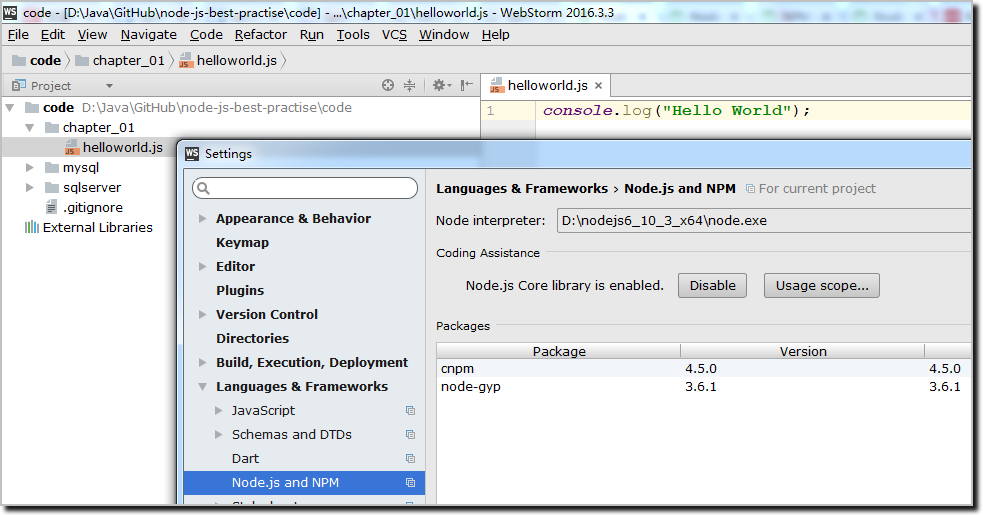 code - [D:\Java\GitHub\node-js-best-practise\code] - ...\chapter_01\helloworld.js - WebStorm 2016.3.3
File Edit View Navigate Code Refactor Run Tools VCS Window Help
code chapter_01 helloworld.js
Project
helloworld.js
code D:\Java\GitHub\node-js-best-practise\code
chapter_01
helloworld.js
mysql
sqlserver
.gitignore
External Libraries
1 console.log("Hello World");
Settings
Appearance & Behavior
Keymap
Editor
Plugins
Version Control
Directories
Build, Execution, Deployment
Languages & Frameworks
JavaScript
Schemas and DTDs
Dart
Node.js and NPM
Languages & Frameworks › Node.js and NPM For current project
Node interpreter: D:\nodejs6_10_3_x64\node.exe
Coding Assistance
Node.js Core library is enabled. Disable Usage scope...
Packages
Package Version
cnpm 4.5.0 4.5.0
node-gyp 3.6.1 3.6.1